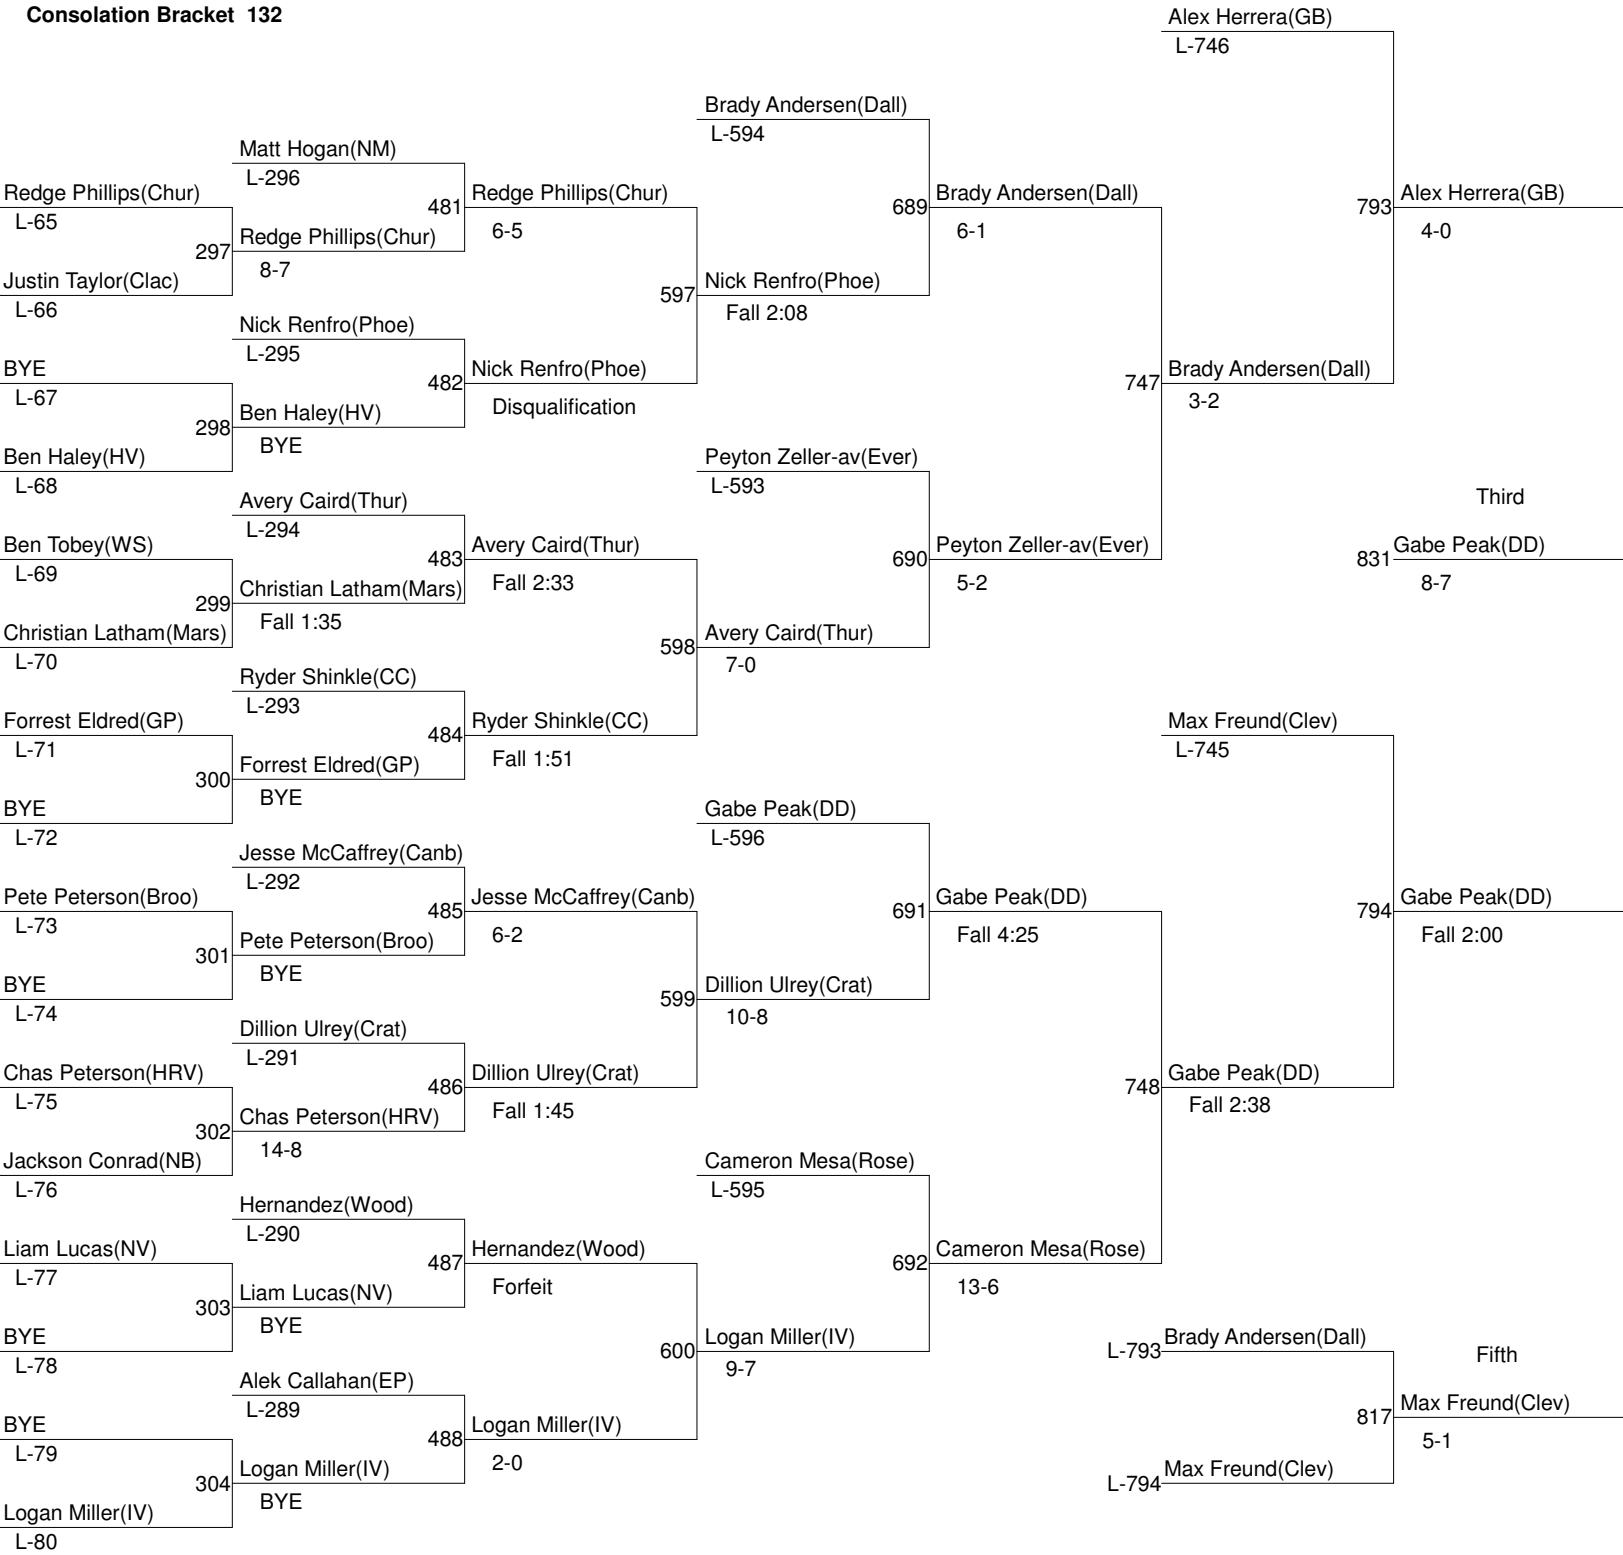 Consolation Bracket 132
Alex Herrera(GB)
L-746
Brady Andersen(Dall)
L-594
Matt Hogan(NM)
L-296
Redge Phillips(Chur)
481
Redge Phillips(Chur)
689
Brady Andersen(Dall)
793
Alex Herrera(GB)
L-65
6-5
6-1
4-0
297
Redge Phillips(Chur)
8-7
Justin Taylor(Clac)
597
Nick Renfro(Phoe)
L-66
Fall 2:08
Nick Renfro(Phoe)
L-295
BYE
482
Nick Renfro(Phoe)
747
Brady Andersen(Dall)
L-67
Disqualification
3-2
298
Ben Haley(HV)
BYE
Ben Haley(HV)
Peyton Zeller-av(Ever)
L-68
L-593
Avery Caird(Thur)
Third
L-294
Ben Tobey(WS)
483
Avery Caird(Thur)
690
Peyton Zeller-av(Ever)
831
Gabe Peak(DD)
L-69
Fall 2:33
5-2
8-7
299
Christian Latham(Mars)
Fall 1:35
Christian Latham(Mars)
598
Avery Caird(Thur)
L-70
7-0
Ryder Shinkle(CC)
L-293
Forrest Eldred(GP)
484
Ryder Shinkle(CC)
Max Freund(Clev)
L-71
Fall 1:51
L-745
300
Forrest Eldred(GP)
BYE
BYE
Gabe Peak(DD)
L-72
L-596
Jesse McCaffrey(Canb)
L-292
Pete Peterson(Broo)
485
Jesse McCaffrey(Canb)
691
Gabe Peak(DD)
794
Gabe Peak(DD)
L-73
6-2
Fall 4:25
Fall 2:00
301
Pete Peterson(Broo)
BYE
BYE
599
Dillion Ulrey(Crat)
L-74
10-8
Dillion Ulrey(Crat)
L-291
Chas Peterson(HRV)
486
Dillion Ulrey(Crat)
748
Gabe Peak(DD)
L-75
Fall 1:45
Fall 2:38
302
Chas Peterson(HRV)
14-8
Jackson Conrad(NB)
Cameron Mesa(Rose)
L-76
L-595
Hernandez(Wood)
L-290
Liam Lucas(NV)
487
Hernandez(Wood)
692
Cameron Mesa(Rose)
L-77
Forfeit
13-6
303
Liam Lucas(NV)
BYE
BYE
600
Logan Miller(IV)
L-793
Brady Andersen(Dall)
Fifth
L-78
9-7
Alek Callahan(EP)
L-289
BYE
488
Logan Miller(IV)
817
Max Freund(Clev)
L-79
2-0
5-1
304
Logan Miller(IV)
BYE
L-794
Max Freund(Clev)
Logan Miller(IV)
L-80